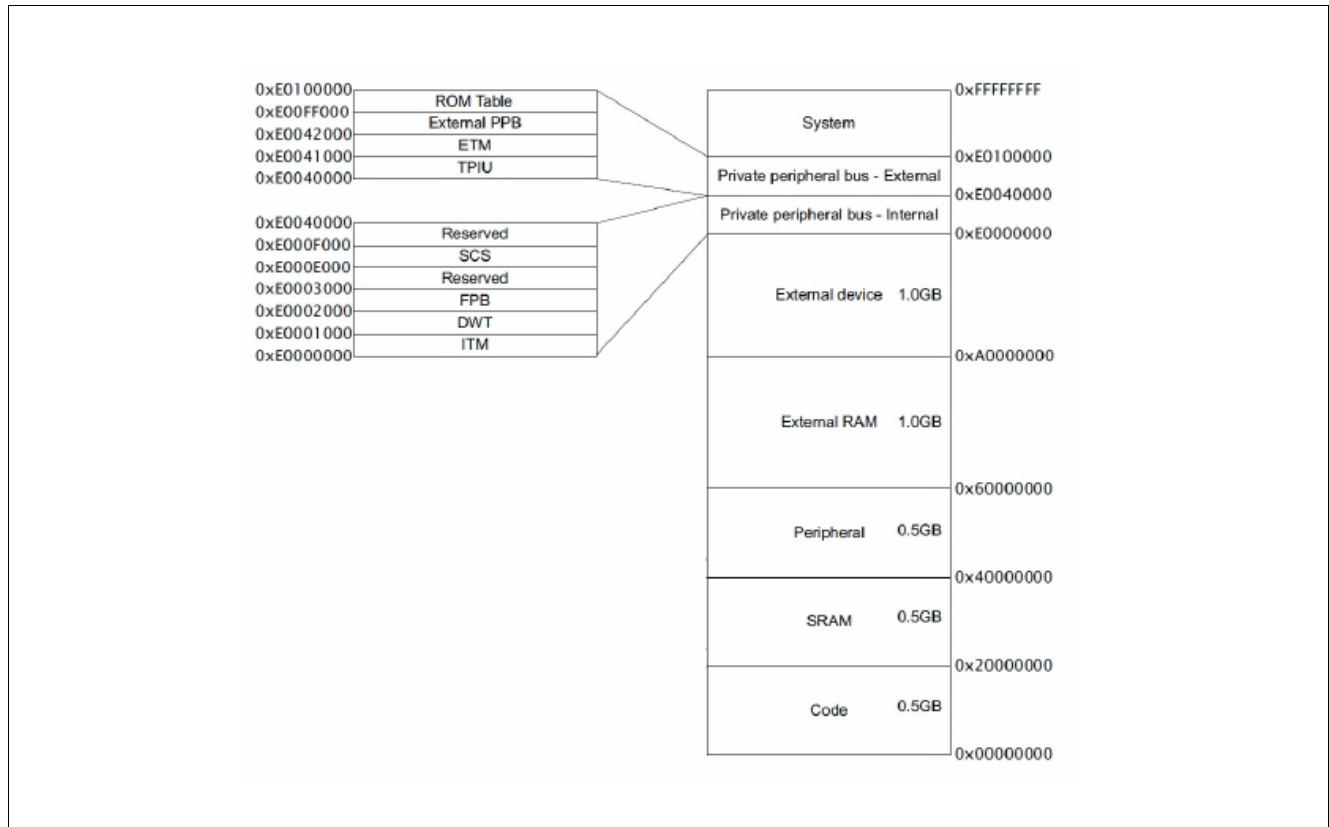 0xE0100000
ROM Table
0xE00FF000
External PPB
0xE0042000
ETM
0xE0041000
TPIU
0xE0040000
0xE0040000
Reserved
0xE000F000
SCS
0xE000E000
Reserved
0xE0003000
FPB
0xE0002000
DWT
0xE0001000
ITM
0xE0000000
0xFFFFFFFF
System
0xE0100000
Private peripheral bus - External
0xE0040000
Private peripheral bus - Internal
0xE0000000
External device 1.0GB
0xA0000000
External RAM 1.0GB
0x60000000
Peripheral 0.5GB
0x40000000
SRAM 0.5GB
0x20000000
Code 0.5GB
0x00000000